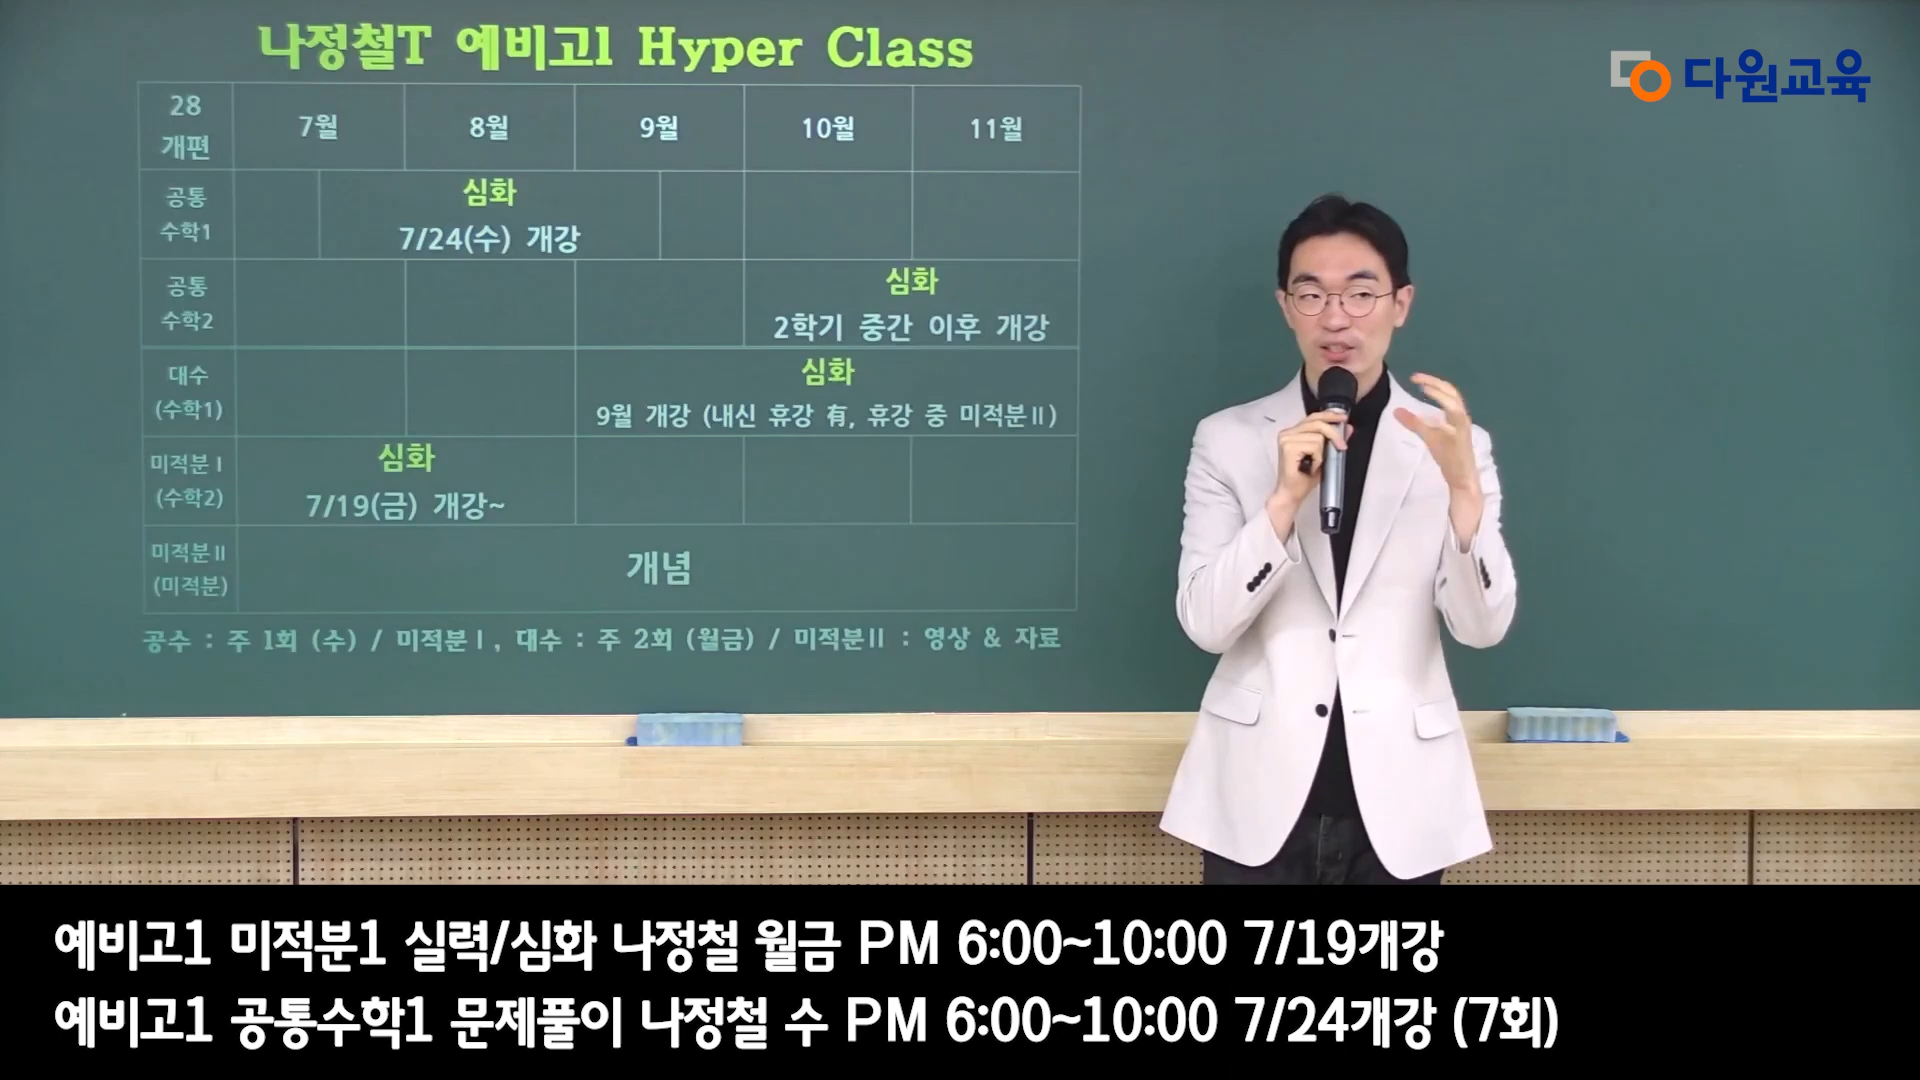 나정철T 예비고1 Hyper Class
다원교육
28 개편
7월
8월
9월
10월
11월
공통 수학1
심화
7/24(수) 개강
공통 수학2
심화
2학기 중간 이후 개강
대수 (수학1)
심화
9월 개강 (내신 휴강 有, 휴강 중 미적분Ⅱ)
미적분Ⅰ (수학2)
심화
7/19(금) 개강~
미적분Ⅱ (미적분)
개념
공수 : 주 1회 (수) / 미적분Ⅰ, 대수 : 주 2회 (월금) / 미적분Ⅱ : 영상 & 자료
예비고1 미적분1 실력/심화 나정철 월금 PM 6:00~10:00 7/19개강
예비고1 공통수학1 문제풀이 나정철 수 PM 6:00~10:00 7/24개강 (7회)